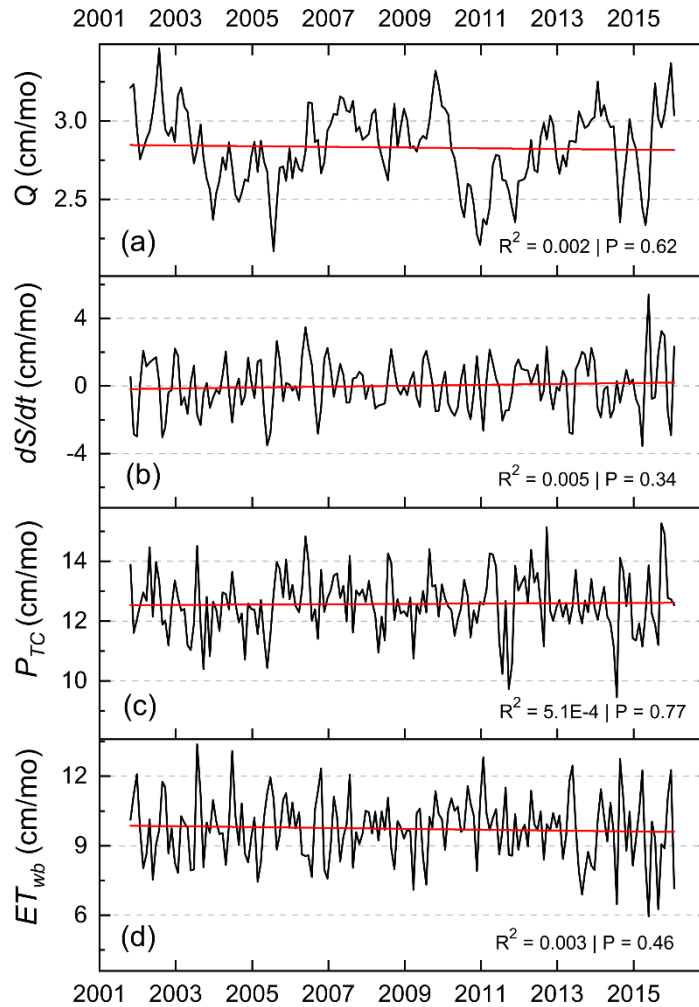 2001 2003 2005 2007 2009 2011 2013 2015
Q (cm/mo)
3.0
2.5
(a)
R² = 0.002 | P = 0.62
dS/dt (cm/mo)
4
0
-4
(b)
R² = 0.005 | P = 0.34
P_TC (cm/mo)
14
12
10
(c)
R² = 5.1E-4 | P = 0.77
ET_wb (cm/mo)
12
9
6
(d)
R² = 0.003 | P = 0.46
2001 2003 2005 2007 2009 2011 2013 2015